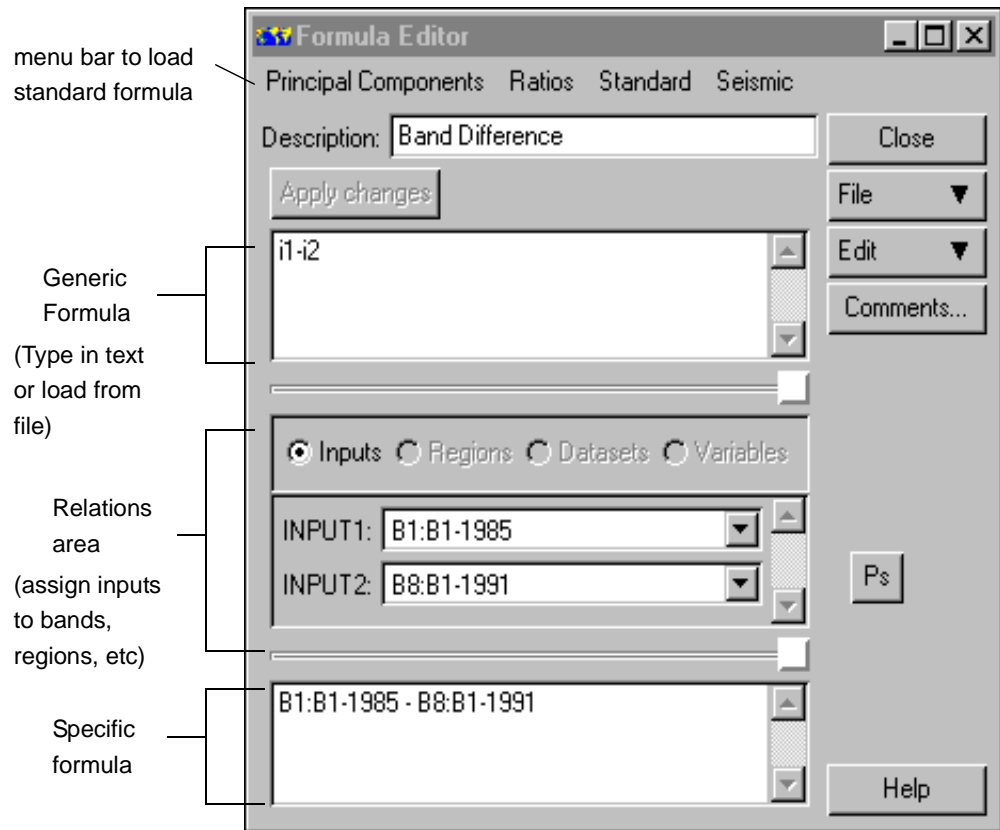 Formula Editor
menu bar to load
standard formula
Principal Components Ratios Standard Seismic
Description: Band Difference
Close
Apply changes
File
Generic
Formula
(Type in text
or load from
file)
i1-i2
Edit
Comments...
Relations
area
(assign inputs
to bands,
regions, etc)
Inputs Regions Datasets Variables
INPUT1: B1:B1-1985
INPUT2: B8:B1-1991
Ps
Specific
formula
B1:B1-1985 - B8:B1-1991
Help